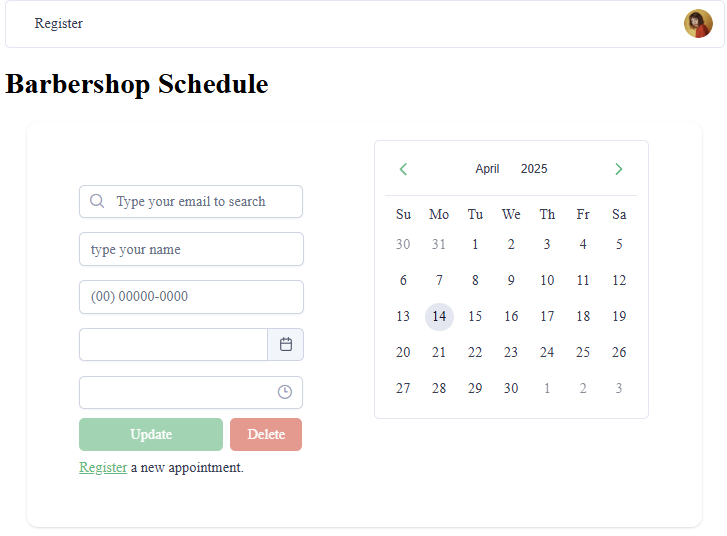 Register
Barbershop Schedule
Type your email to search
type your name
(00) 00000-0000
Update Delete
Register a new appointment.
April 2025
Su Mo Tu We Th Fr Sa
30 31 1 2 3 4 5
6 7 8 9 10 11 12
13 14 15 16 17 18 19
20 21 22 23 24 25 26
27 28 29 30 1 2 3